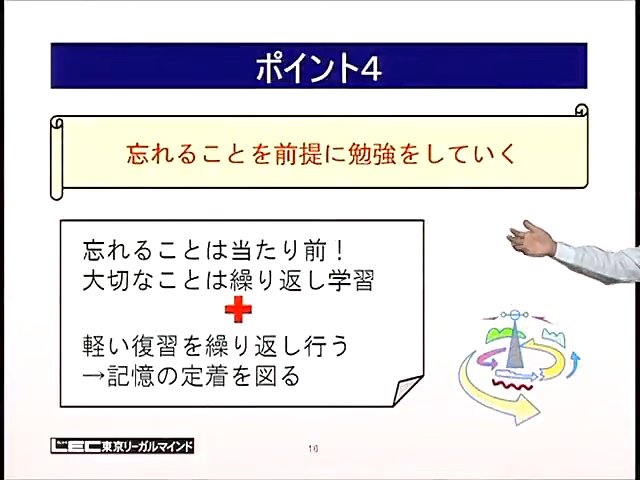 ポイント4
忘れることを前提に勉強をしていく
忘れることは当たり前！
大切なことは繰り返し学習
軽い復習を繰り返し行う
→記憶の定着を図る
LEC東京リーガルマインド
16